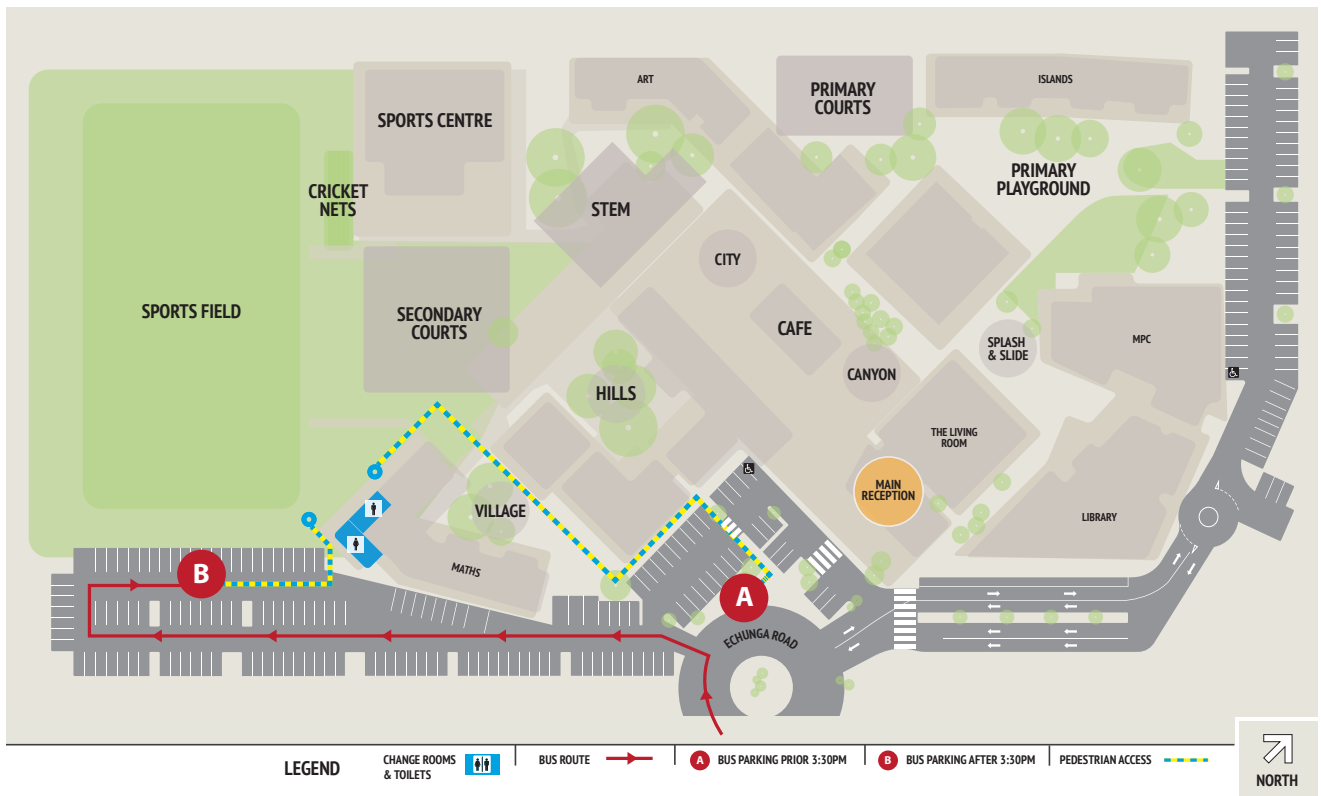 ART
PRIMARY
COURTS
ISLANDS
SPORTS CENTRE
PRIMARY
PLAYGROUND
CRICKET
NETS
STEM
CITY
SPORTS FIELD
SECONDARY
COURTS
CAFE
SPLASH
& SLIDE
MPC
CANYON
HILLS
THE LIVING
ROOM
MAIN
RECEPTION
VILLAGE
LIBRARY
MATHS
B
A
ECHUNGA ROAD
LEGEND
CHANGE ROOMS
& TOILETS
BUS ROUTE
A BUS PARKING PRIOR 3:30PM
B BUS PARKING AFTER 3:30PM
PEDESTRIAN ACCESS
NORTH